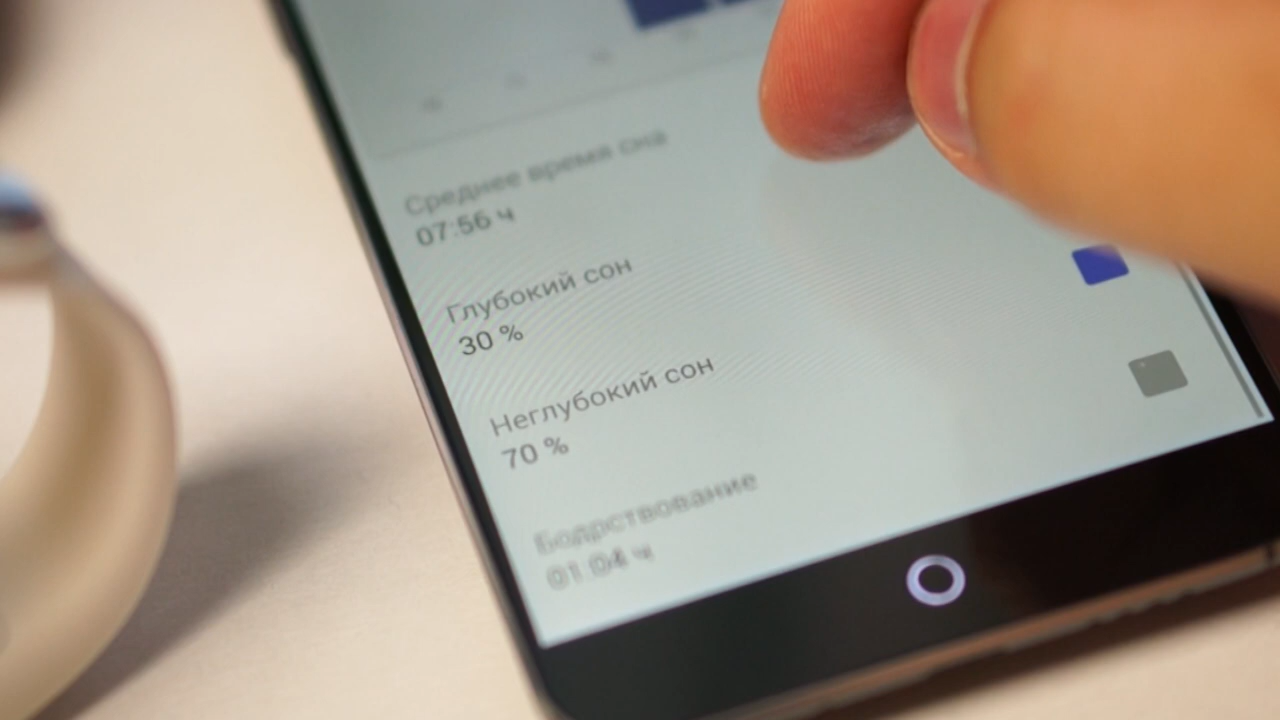 Среднее время сна
07:56 ч
Глубокий сон
30 %
Неглубокий сон
70 %
Бодрствование
01:04 ч